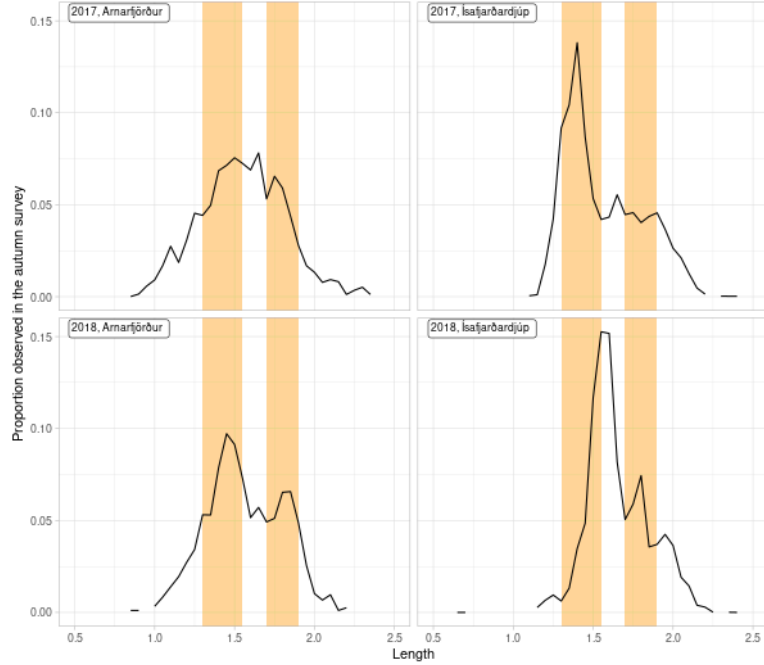 2017, Arnarfjörður
2017, Ísafjarðardjúp
0.15
0.10
0.05
0.00
2018, Arnarfjörður
2018, Ísafjarðardjúp
0.15
0.10
0.05
0.00
Proportion observed in the autumn survey
0.5 1.0 1.5 2.0 2.5
0.5 1.0 1.5 2.0 2.5
Length